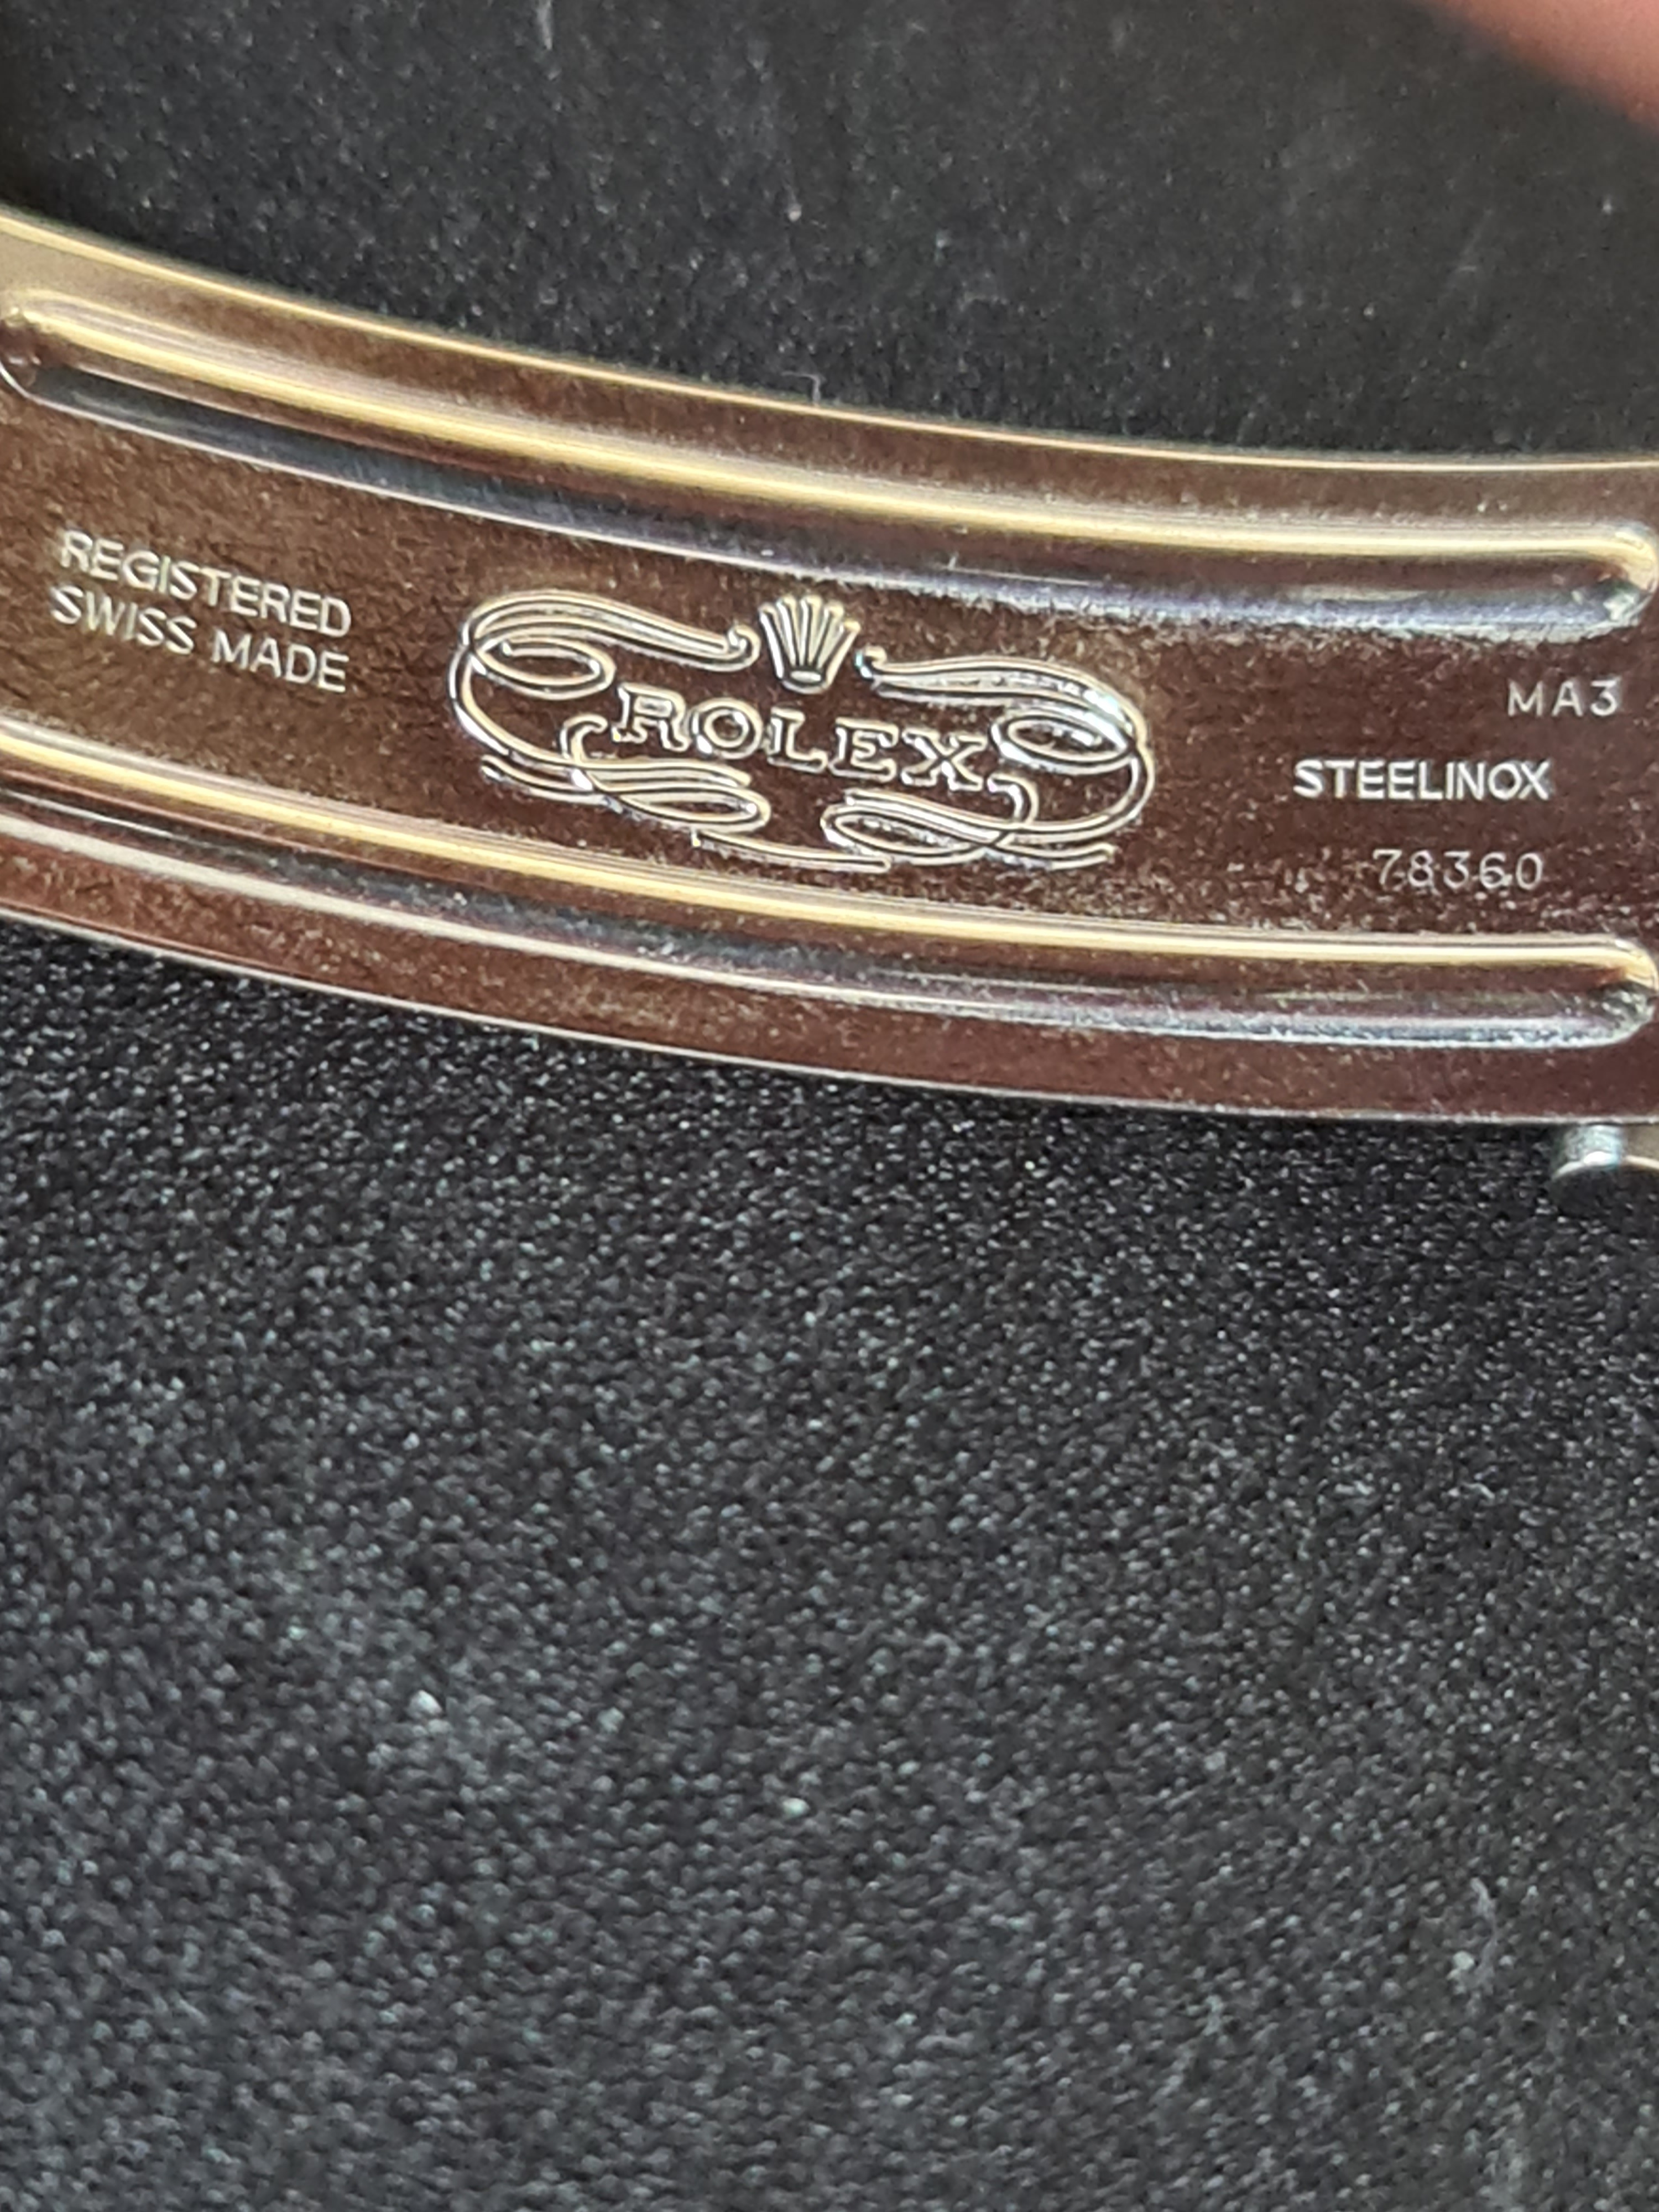 REGISTERED
SWISS MADE
ROLEX
MA3
STEELINOX
78360